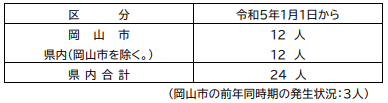 区　　分　　令和5年1月1日から
岡　山　市　　12　人
県内(岡山市を除く。)　　12　人
県 内 合 計　　24　人
(岡山市の前年同時期の発生状況：3人)